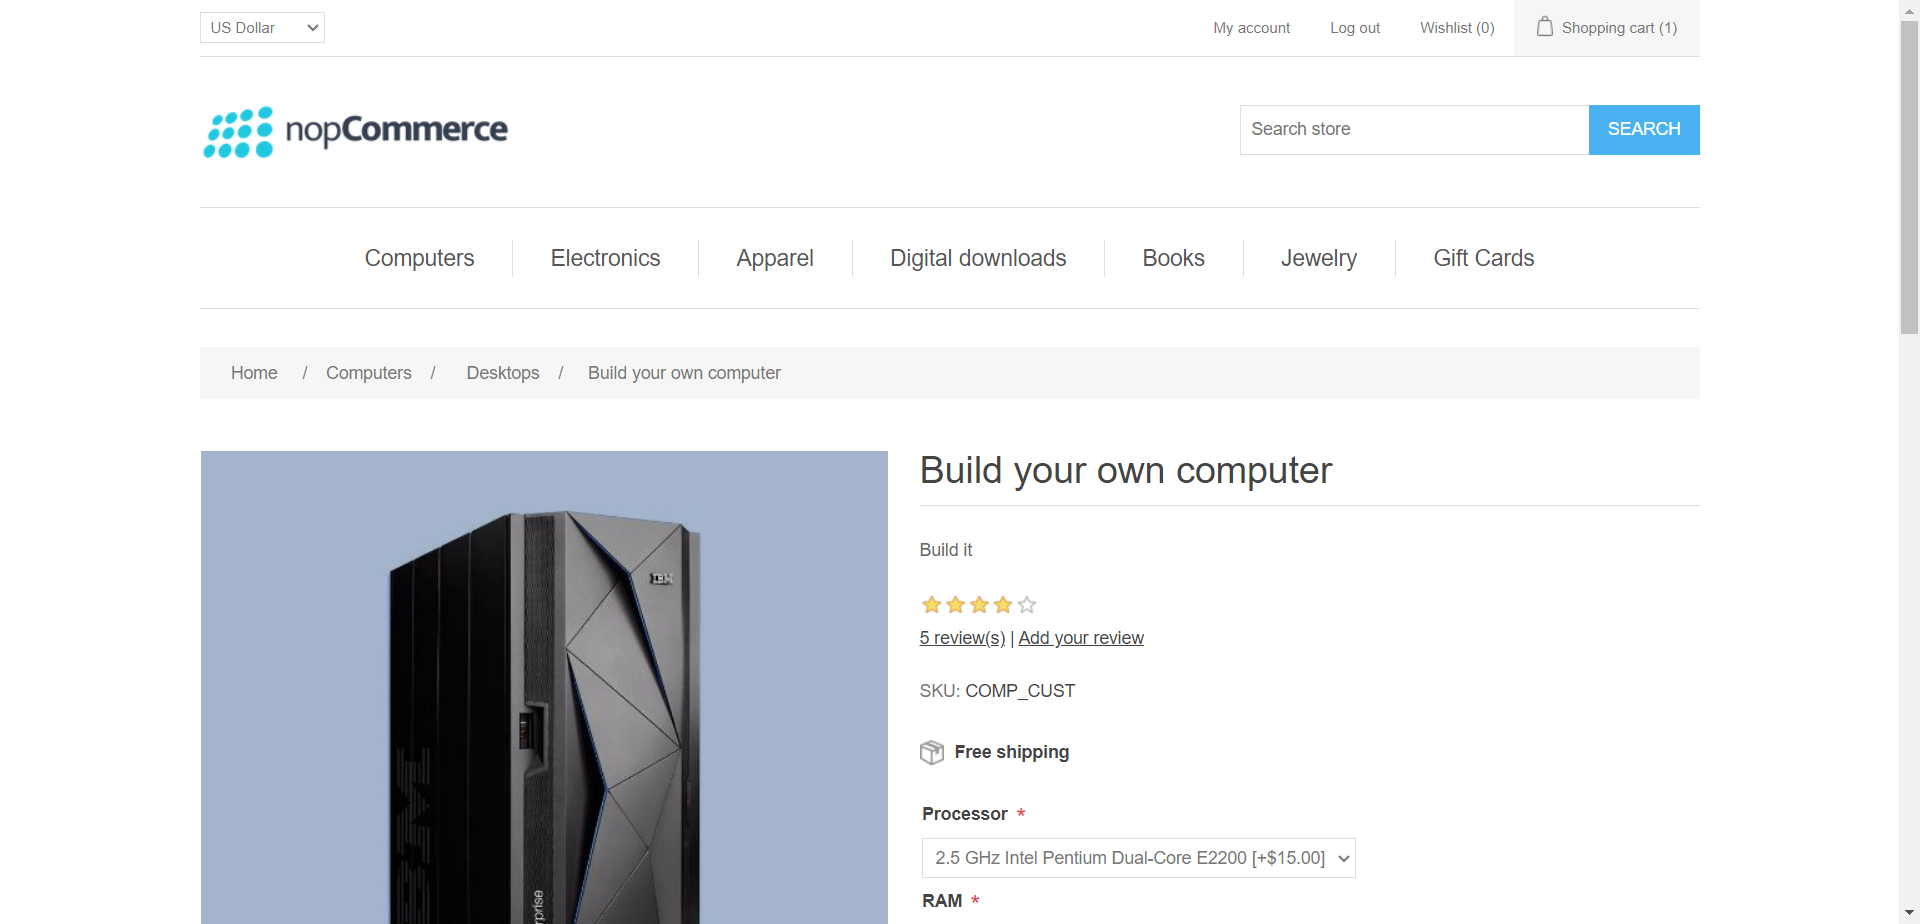 US Dollar
My account
Log out
Wishlist (0)
Shopping cart (1)
nopCommerce
Search store
SEARCH
Computers
Electronics
Apparel
Digital downloads
Books
Jewelry
Gift Cards
Home / Computers / Desktops / Build your own computer
IBM
IBM
Build your own computer
Build it
5 review(s) | Add your review
SKU: COMP_CUST
Free shipping
Processor *
2.5 GHz Intel Pentium Dual-Core E2200 [+$15.00]
RAM *